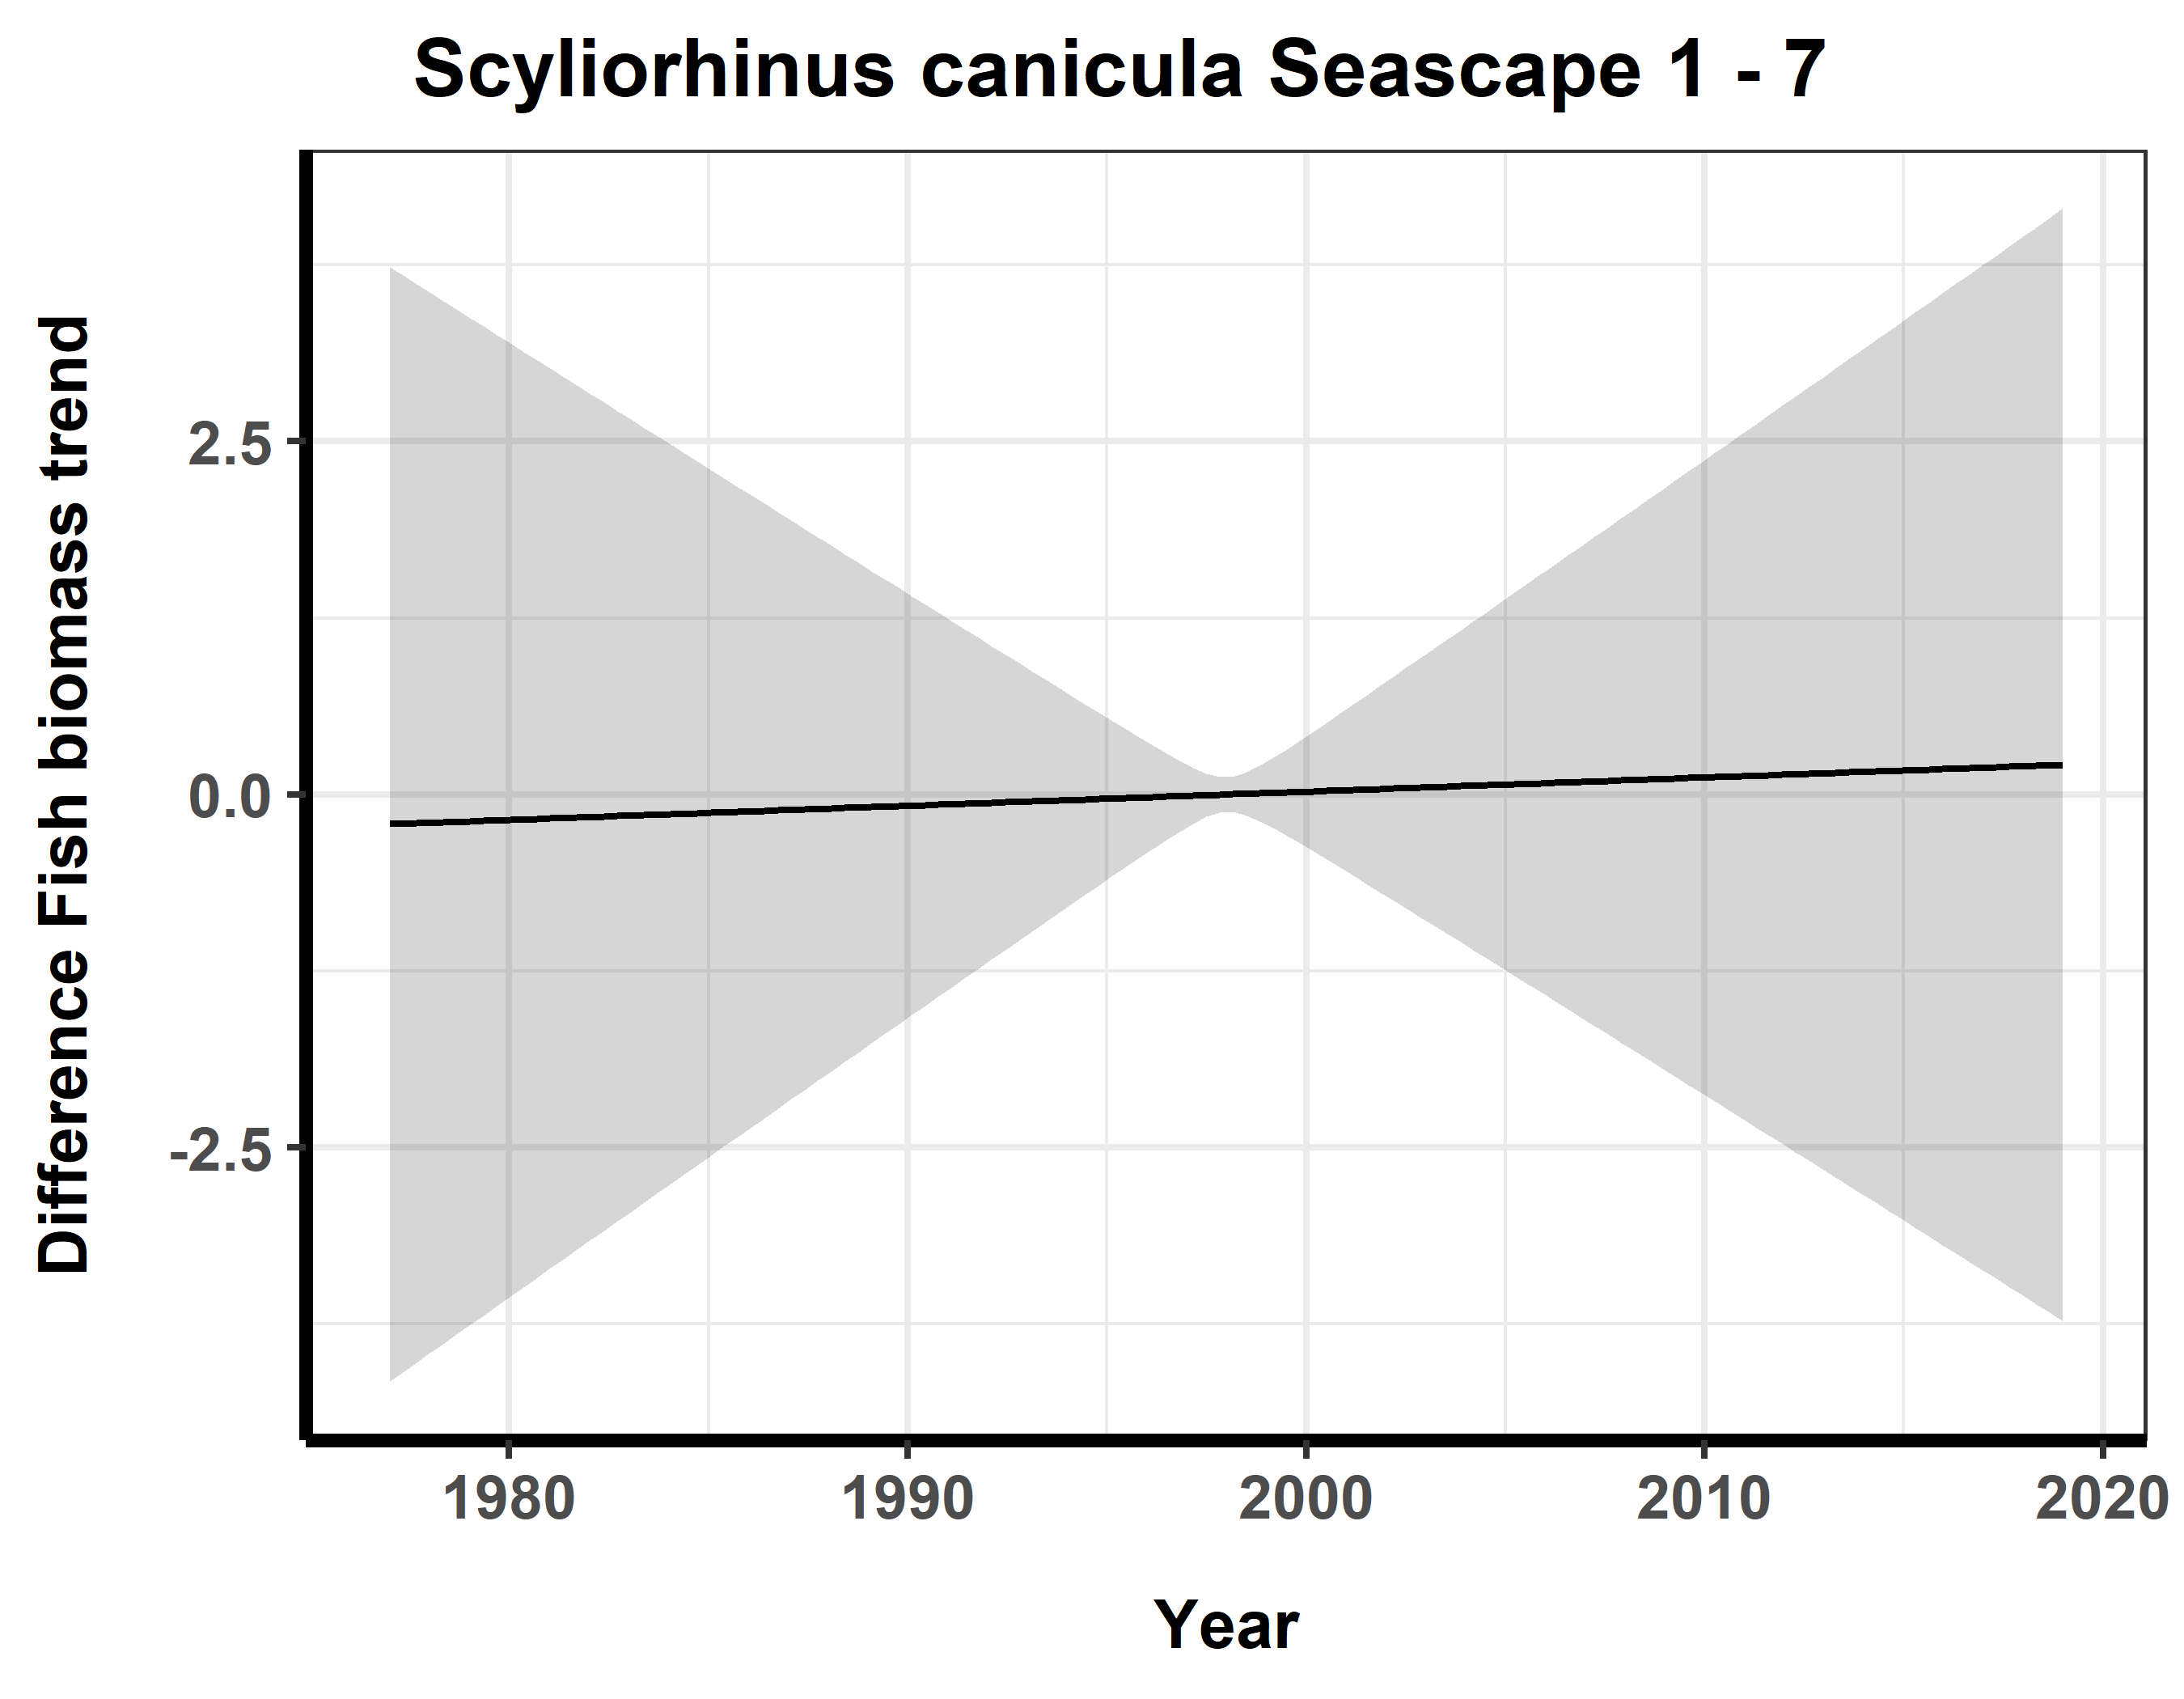 Scyliorhinus canicula Seascape 1 - 7
Difference Fish biomass trend
2.5
0.0
-2.5
1980 1990 2000 2010 2020
Year